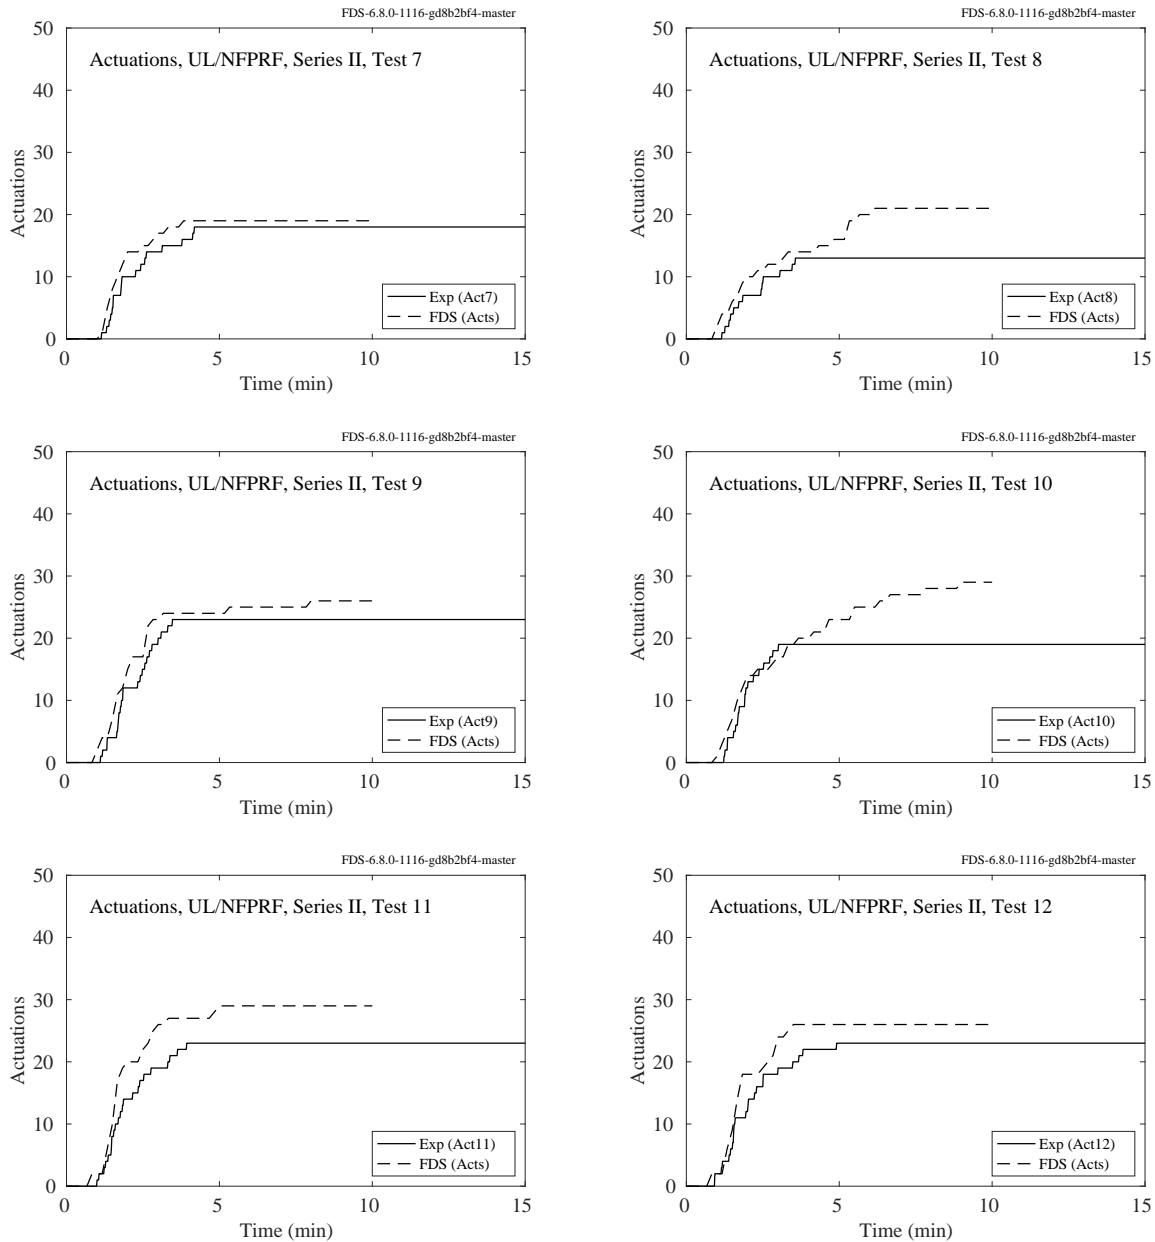 FDS-6.8.0-1116-gd8b2bf4-master
Actuations, UL/NFPRF, Series II, Test 7
50
40
30
20
10
0
Actuations
Exp (Act7)
FDS (Acts)
0 5 10 15
Time (min)
FDS-6.8.0-1116-gd8b2bf4-master
Actuations, UL/NFPRF, Series II, Test 8
50
40
30
20
10
0
Actuations
Exp (Act8)
FDS (Acts)
0 5 10 15
Time (min)
FDS-6.8.0-1116-gd8b2bf4-master
Actuations, UL/NFPRF, Series II, Test 9
50
40
30
20
10
0
Actuations
Exp (Act9)
FDS (Acts)
0 5 10 15
Time (min)
FDS-6.8.0-1116-gd8b2bf4-master
Actuations, UL/NFPRF, Series II, Test 10
50
40
30
20
10
0
Actuations
Exp (Act10)
FDS (Acts)
0 5 10 15
Time (min)
FDS-6.8.0-1116-gd8b2bf4-master
Actuations, UL/NFPRF, Series II, Test 11
50
40
30
20
10
0
Actuations
Exp (Act11)
FDS (Acts)
0 5 10 15
Time (min)
FDS-6.8.0-1116-gd8b2bf4-master
Actuations, UL/NFPRF, Series II, Test 12
50
40
30
20
10
0
Actuations
Exp (Act12)
FDS (Acts)
0 5 10 15
Time (min)